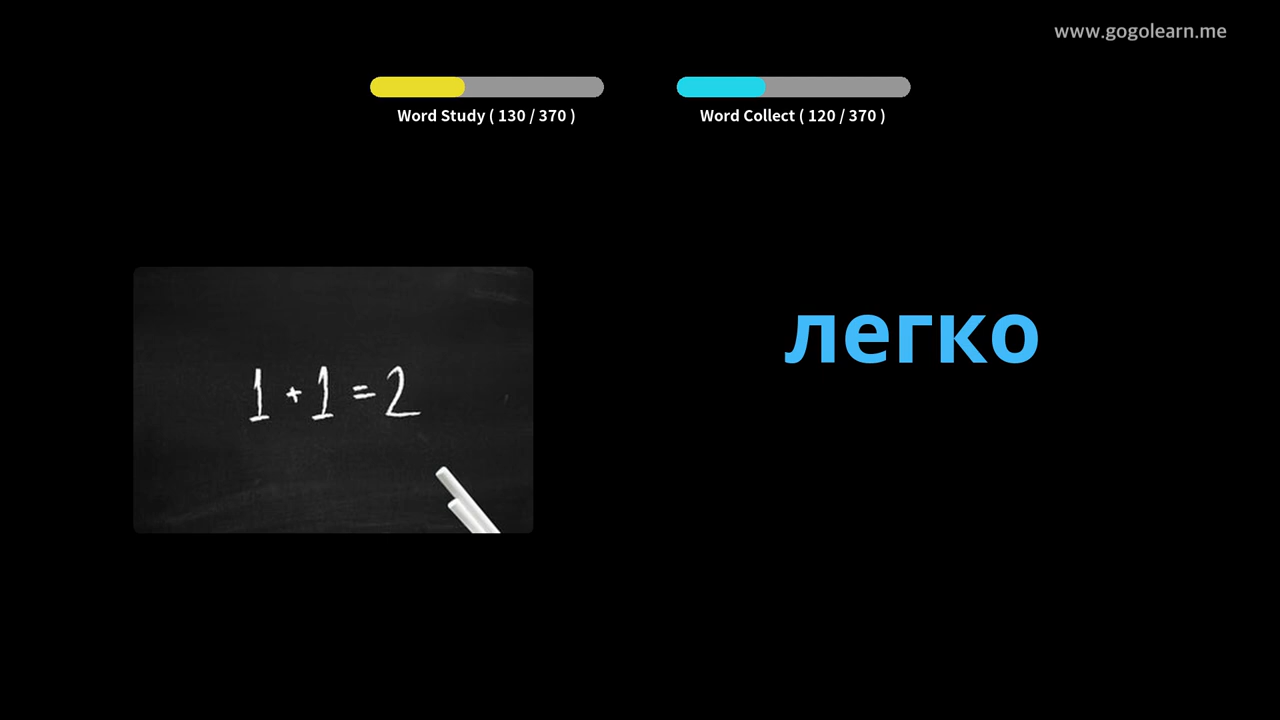 www.gogolearn.me
Word Study ( 130 / 370 )
Word Collect ( 120 / 370 )
1 + 1 = 2
легко